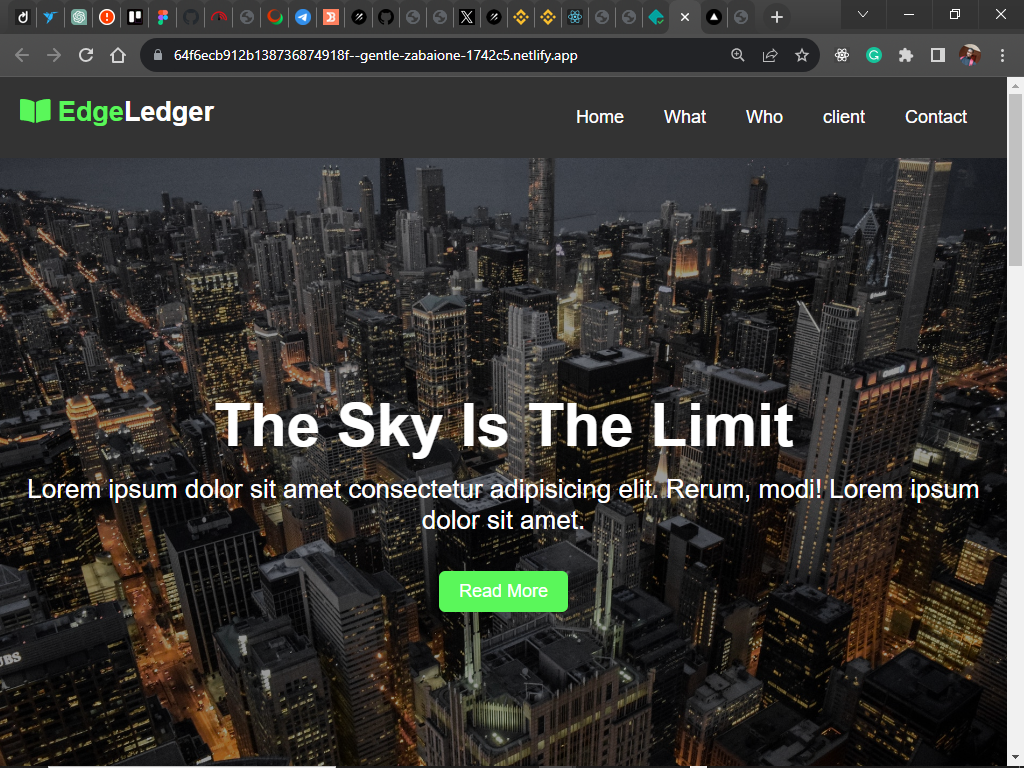 64f6ecb912b138736874918f--gentle-zabaione-1742c5.netlify.app
EdgeLedger
Home What Who client Contact
The Sky Is The Limit
Lorem ipsum dolor sit amet consectetur adipisicing elit. Rerum, modi! Lorem ipsum
dolor sit amet.
Read More
UBS